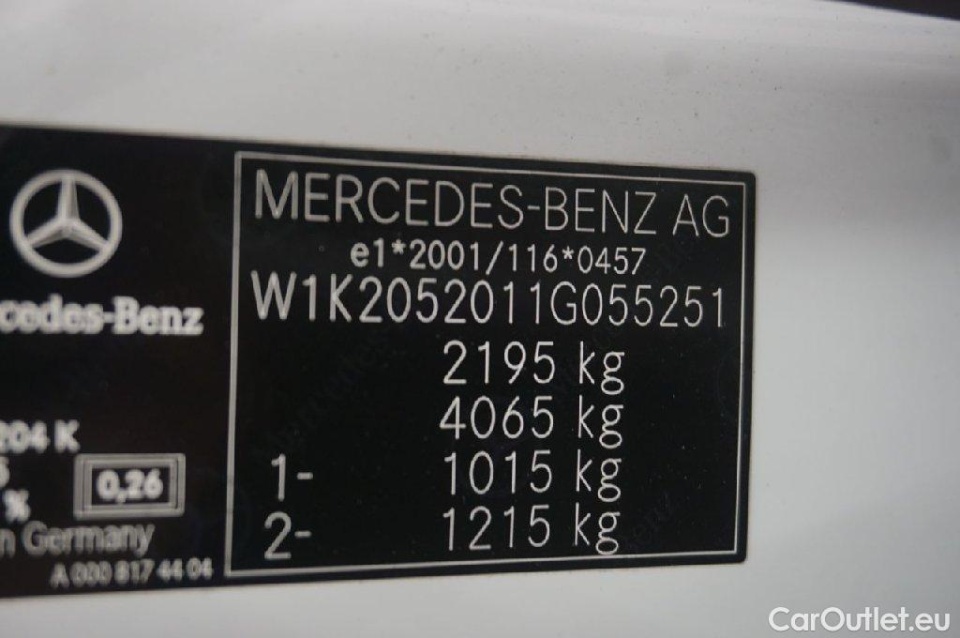 MERCEDES-BENZ AG
e1*2001/116*0457
W1K2052011G055251
2195 kg
4065 kg
1- 1015 kg
2- 1215 kg
cedes-Benz
204 K
%
0,26
n Germany
A 000 817 44 04
CarOutlet.eu